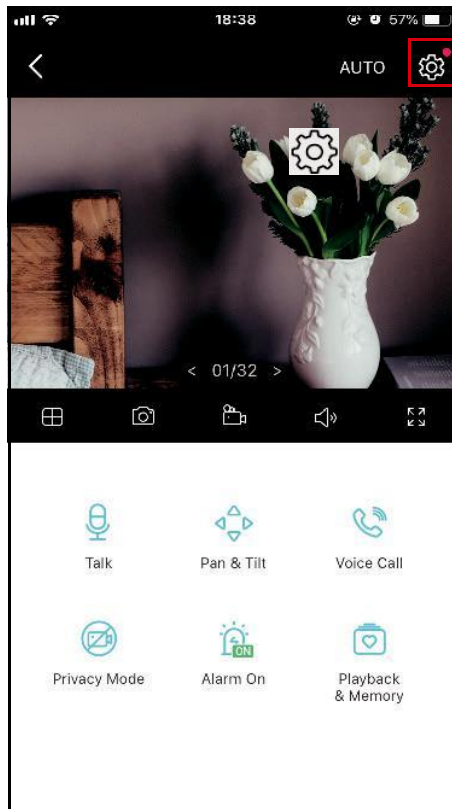 18:38
57%
AUTO
< 01/32 >
Talk
Pan & Tilt
Voice Call
ON
Privacy Mode
Alarm On
Playback
& Memory